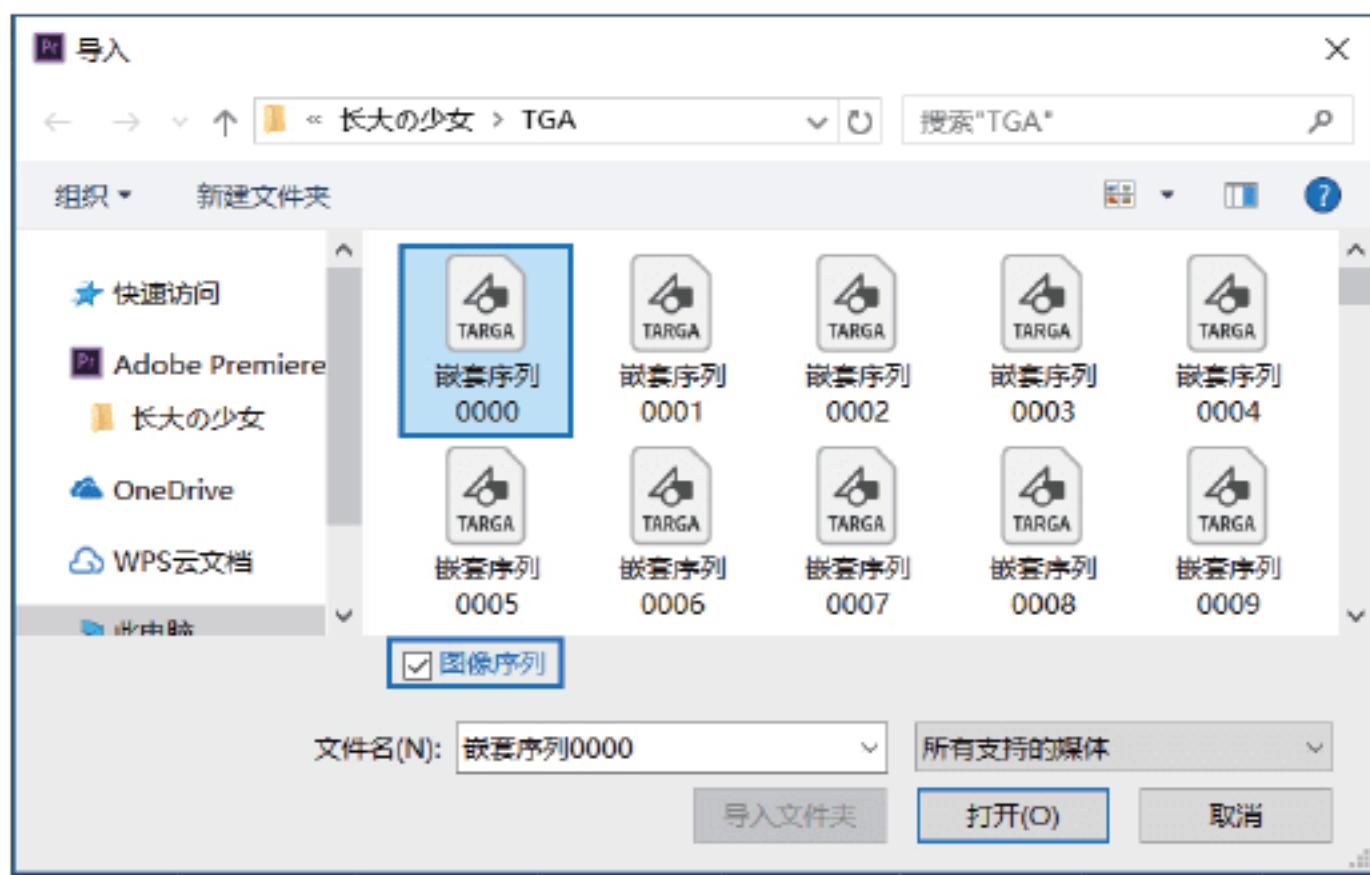 Pr 导入
« 长大の少女 > TGA
搜索"TGA"
组织
新建文件夹
?
快速访问
Pr Adobe Premiere
长大の少女
OneDrive
WPS云文档
此电脑
TARGA TARGA TARGA TARGA TARGA
嵌套序列 嵌套序列 嵌套序列 嵌套序列 嵌套序列
0000 0001 0002 0003 0004
TARGA TARGA TARGA TARGA TARGA
嵌套序列 嵌套序列 嵌套序列 嵌套序列 嵌套序列
0005 0006 0007 0008 0009
图像序列
文件名(N): 嵌套序列0000 所有支持的媒体
导入文件夹 打开(O) 取消